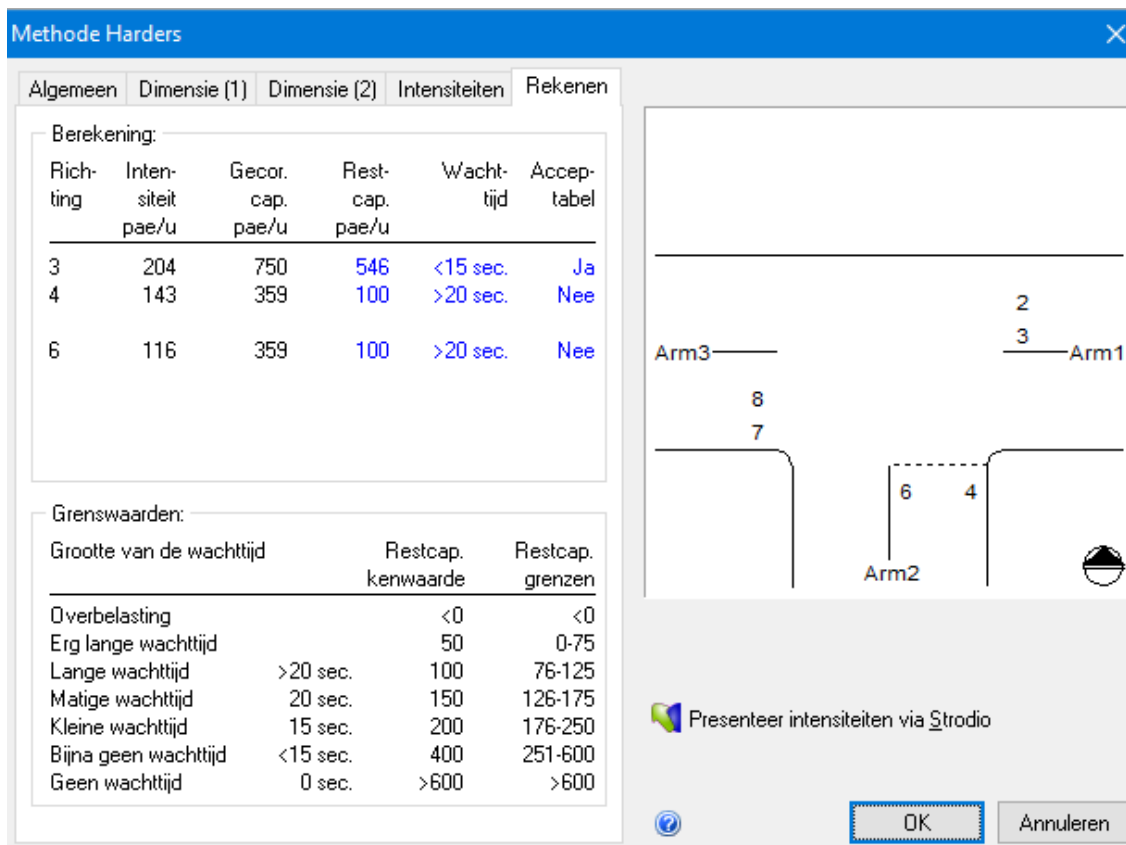 Methode Harders
Algemeen Dimensie (1) Dimensie (2) Intensiteiten Rekenen
Berekening:
Rich- Inten- Gecor. Rest- Wacht- Accep-
ting siteit cap. cap. tijd tabel
pae/u pae/u pae/u
3 204 750 546 <15 sec. Ja
4 143 359 100 >20 sec. Nee
6 116 359 100 >20 sec. Nee
Grenswaarden:
Grootte van de wachttijd Restcap. Restcap.
kenwaarde grenzen
Overbelasting <0 <0
Erg lange wachttijd 50 0-75
Lange wachttijd >20 sec. 100 76-125
Matige wachttijd 20 sec. 150 126-175
Kleine wachttijd 15 sec. 200 176-250
Bijna geen wachttijd <15 sec. 400 251-600
Geen wachttijd 0 sec. >600 >600
2
3
Arm3 Arm1
8
7
6 4
Arm2
Presenteer intensiteiten via Strodio
OK Annuleren